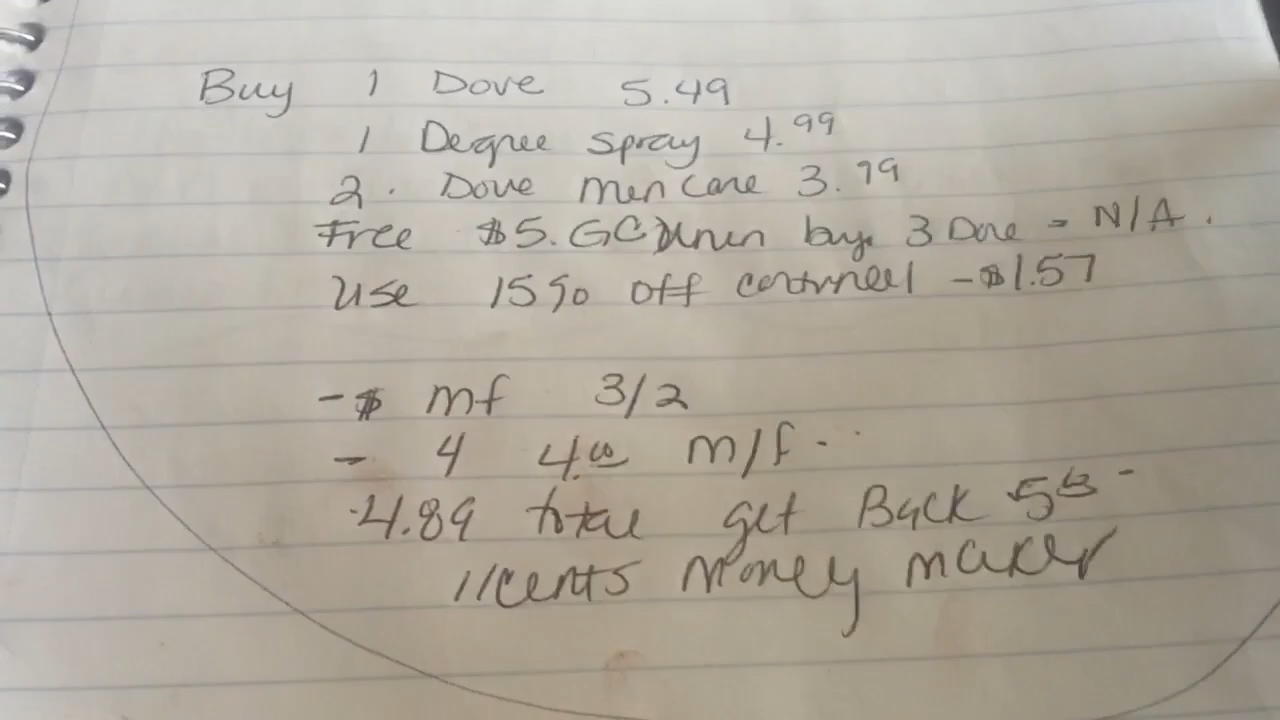 Buy 1 Dove 5.49
1 Degree spray 4.99
2. Dove men Care 3.79
Free $5. GC buy 3 Dove = N/A.
Use 15% off cartwheel -$1.57
-$ mf 3/2
- 4 4.00 m/f-
4.89 total get Back 5.00 -
11cents money maker